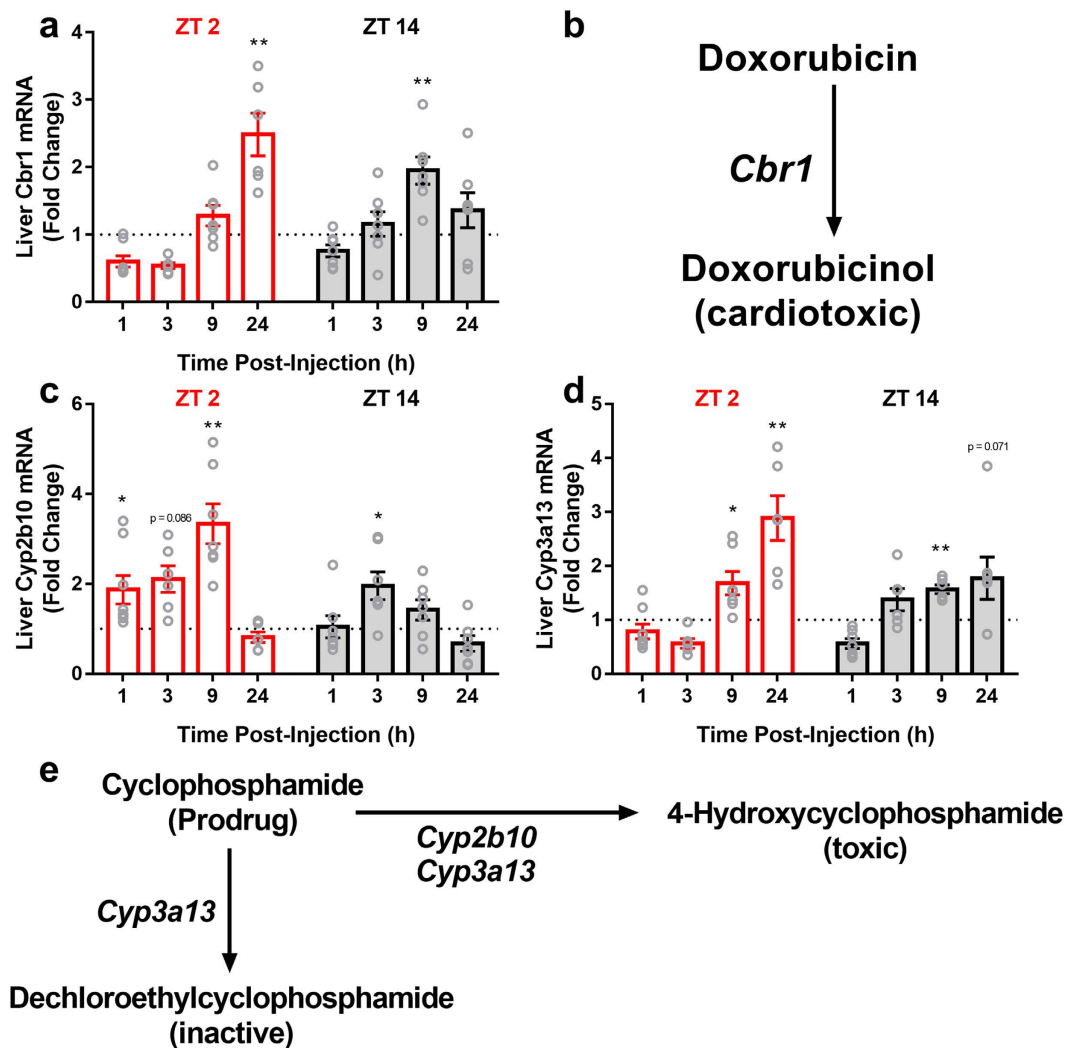 a
ZT 2
ZT 14
Liver Cbr1 mRNA
(Fold Change)
4
3
2
1
0
**
**
1 3 9 24 1 3 9 24
Time Post-Injection (h)
b
Doxorubicin
Cbr1
Doxorubicinol
(cardiotoxic)
c
ZT 2
ZT 14
Liver Cyp2b10 mRNA
(Fold Change)
6
4
2
0
*
p = 0.086
**
*
1 3 9 24 1 3 9 24
Time Post-Injection (h)
d
ZT 2
ZT 14
Liver Cyp3a13 mRNA
(Fold Change)
5
4
3
2
1
0
*
**
**
p = 0.071
1 3 9 24 1 3 9 24
Time Post-Injection (h)
e
Cyclophosphamide
(Prodrug)
Cyp2b10
Cyp3a13
4-Hydroxycyclophosphamide
(toxic)
Cyp3a13
Dechloroethylcyclophosphamide
(inactive)